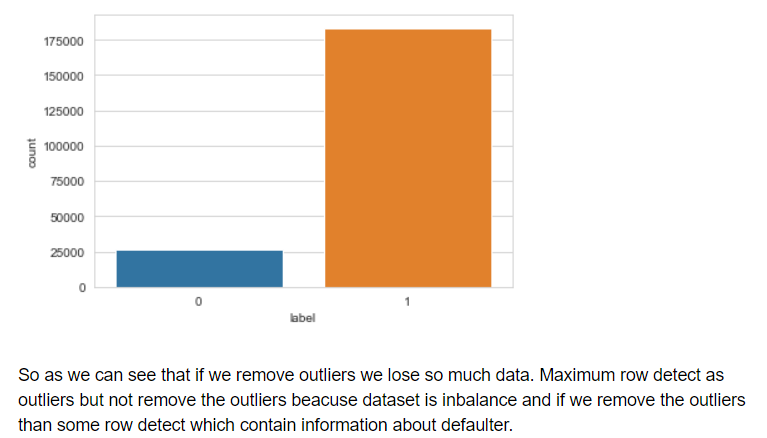 175000
150000
125000
100000
75000
50000
25000
0
count
0 1
label
So as we can see that if we remove outliers we lose so much data. Maximum row detect as
outliers but not remove the outliers beacuse dataset is inbalance and if we remove the outliers
than some row detect which contain information about defaulter.